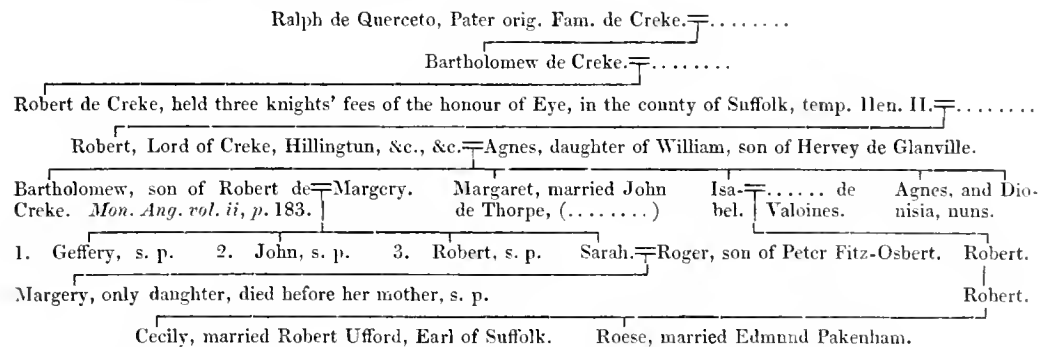 Ralph de Querceto, Pater orig. Fam. de Creke.=........
Bartholomew de Creke.=........
Robert de Creke, held three knights' fees of the honour of Eye, in the county of Suffolk, temp. Hen. II.=........
Robert, Lord of Creke, Hillingtun, &c., &c.=Agnes, daughter of William, son of Hervey de Glanville.
Bartholomew, son of Robert de=Margery. Margaret, married John Isa-=...... de Agnes, and Dio-
Creke. Mon. Ang. vol. ii, p. 183. de Thorpe, (........) bel. Valoines. nisia, nuns.
1. Geffery, s. p. 2. John, s. p. 3. Robert, s. p. Sarah.=Roger, son of Peter Fitz-Osbert. Robert.
Margery, only daughter, died before her mother, s. p. Robert.
Cecily, married Robert Ufford, Earl of Suffolk. Roese, married Edmund Pakenham.